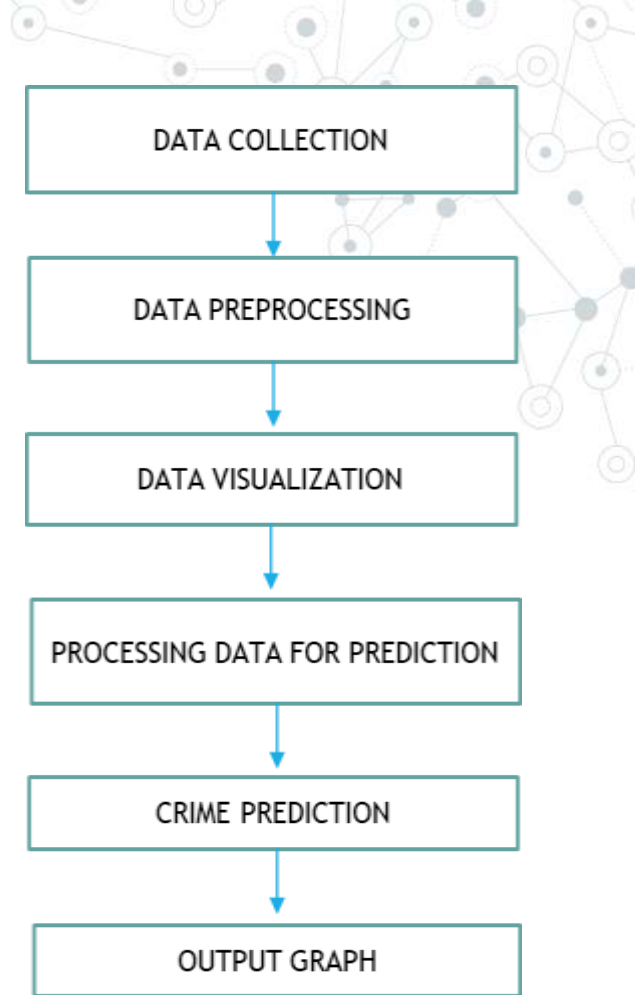 DATA COLLECTION
DATA PREPROCESSING
DATA VISUALIZATION
PROCESSING DATA FOR PREDICTION
CRIME PREDICTION
OUTPUT GRAPH